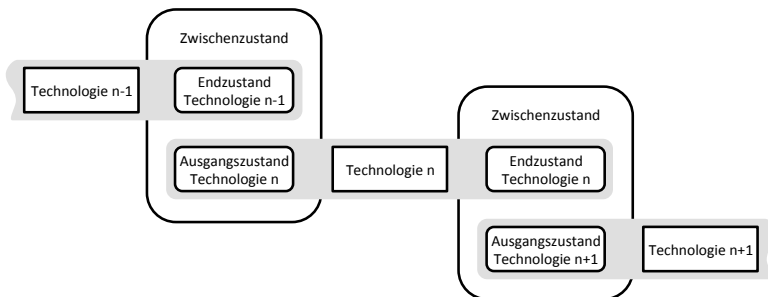 Zwischenzustand
Technologie n-1
Endzustand
Technologie n-1
Zwischenzustand
Ausgangszustand
Technologie n
Technologie n
Endzustand
Technologie n
Ausgangszustand
Technologie n+1
Technologie n+1